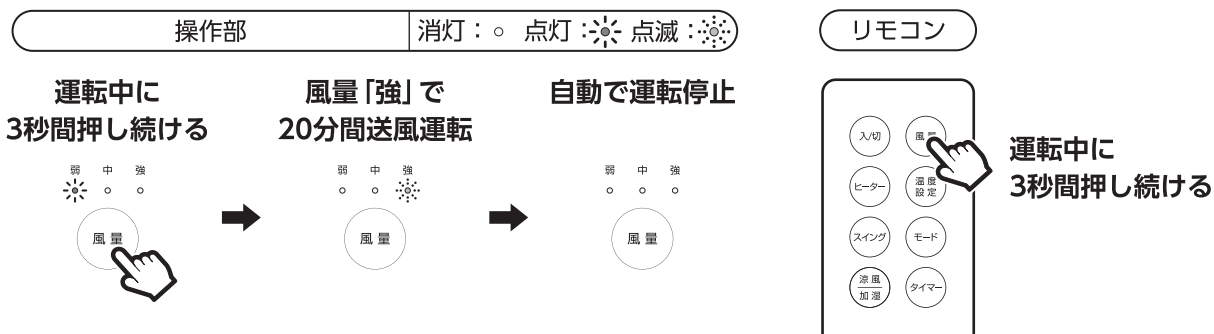 操作部
消灯：○ 点灯： 点滅：
運転中に
3秒間押し続ける
弱 中 強
風量
風量「強」で
20分間送風運転
弱 中 強
風量
自動で運転停止
弱 中 強
風量
リモコン
入/切
ヒーター
温度
設定
スイング
モード
涼風
加湿
タイマー
運転中に
3秒間押し続ける